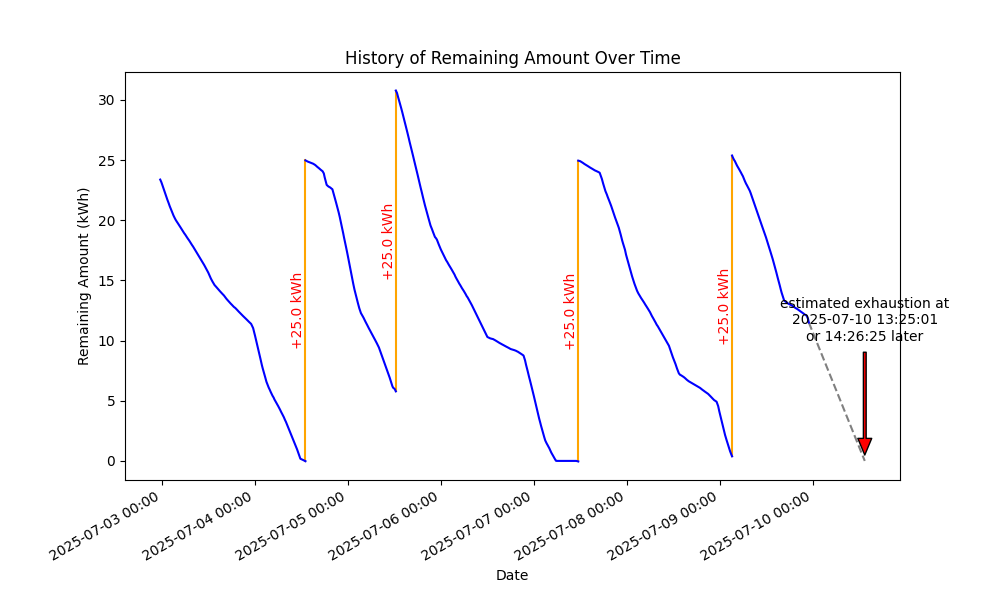 History of Remaining Amount Over Time
Remaining Amount (kWh)
30
25
20
15
10
5
0
+25.0 kWh
+25.0 kWh
+25.0 kWh
+25.0 kWh
estimated exhaustion at
2025-07-10 13:25:01
or 14:26:25 later
2025-07-03 00:00
2025-07-04 00:00
2025-07-05 00:00
2025-07-06 00:00
2025-07-07 00:00
2025-07-08 00:00
2025-07-09 00:00
2025-07-10 00:00
Date